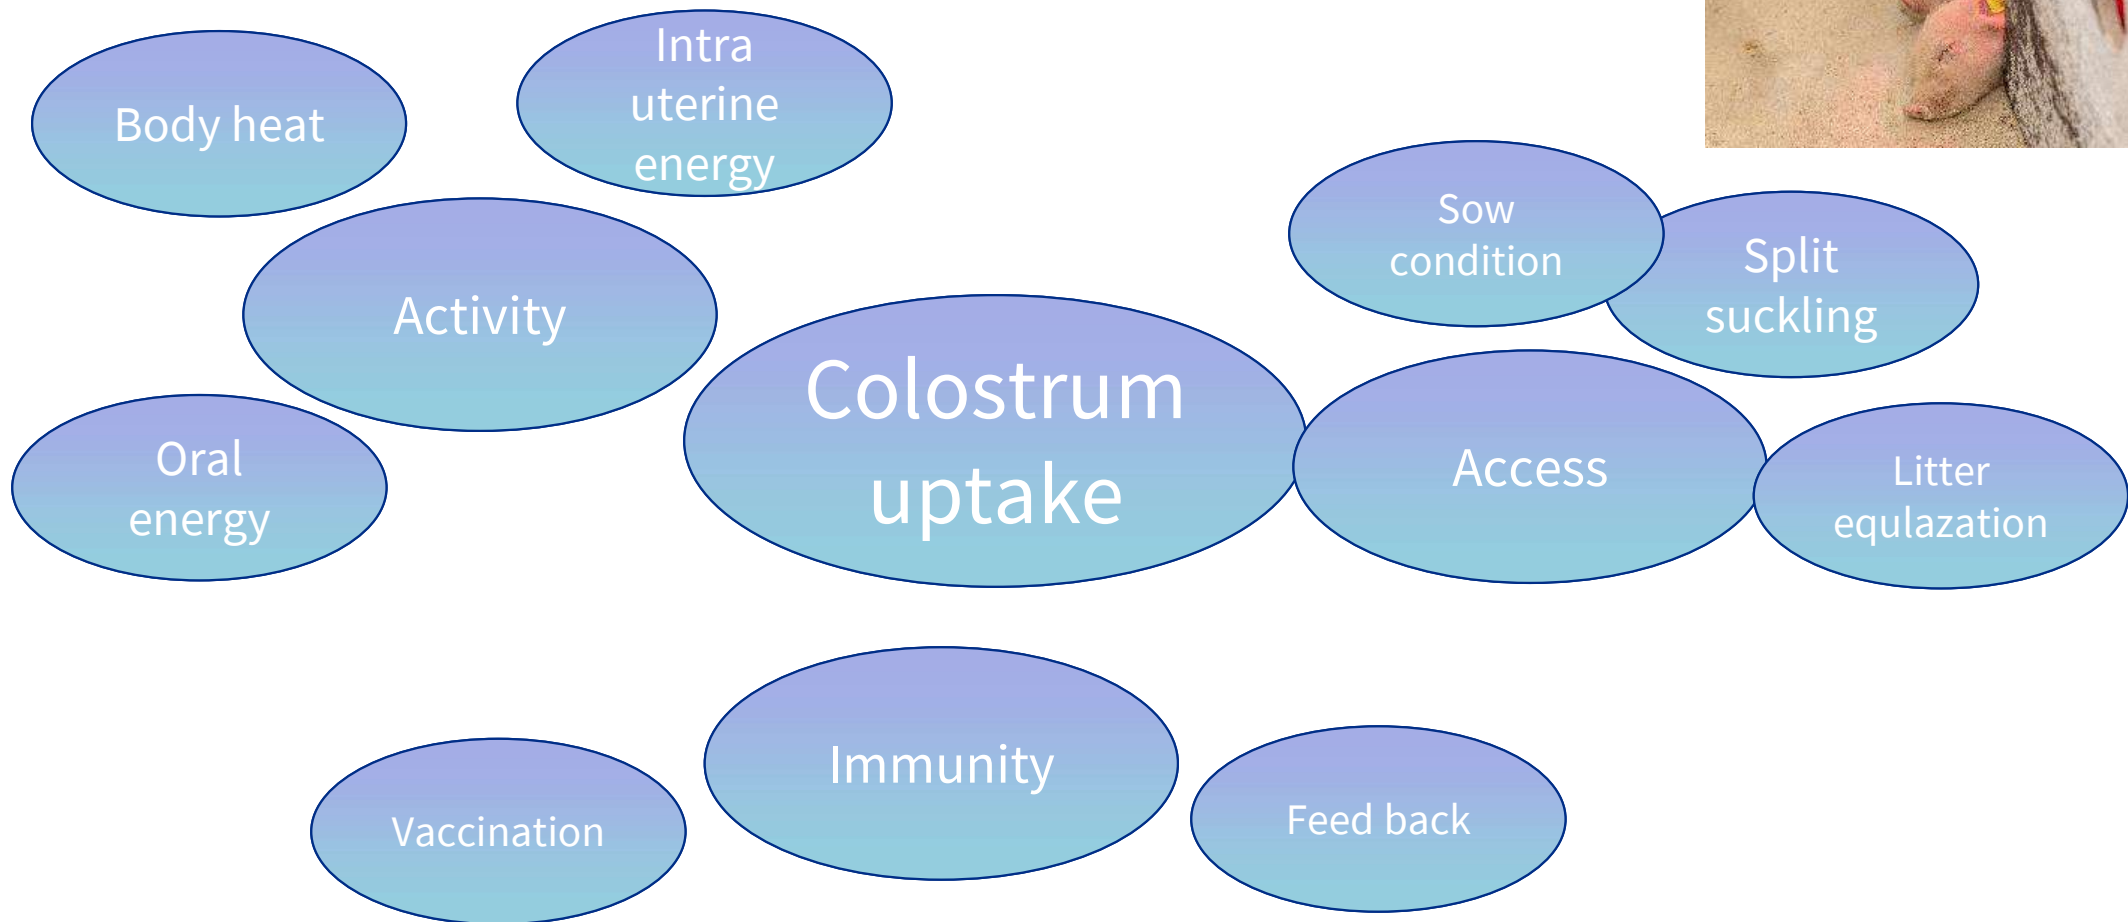 Body heat
Intra
uterine
energy
Activity
Oral
energy
Colostrum
uptake
Sow
condition
Split
suckling
Access
Litter
equlazation
Immunity
Vaccination
Feed back